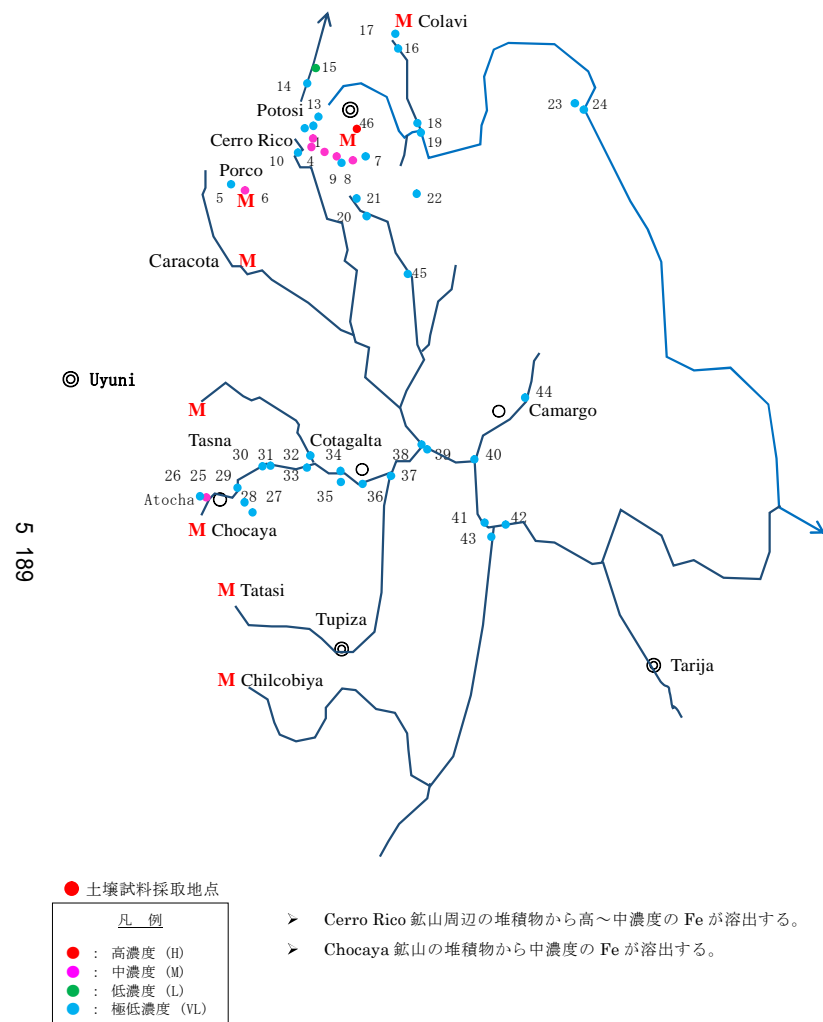 M Colavi
17
16
15
14
Potosi
13
46
M
Cerro Rico
1
18
19
23
24
10
4
7
9 8
Porco
5
M
6
21
22
20
Caracota M
45
Uyuni
M
44
Camargo
Tasna
Cotagalta
30 31 32 34
38 39 40
26 25 29
33
37
Atocha
28 27
35
36
M Chocaya
41
42
43
5 189
M Tatasi
Tupiza
Tarija
M Chilcobiya
土壌試料採取地点
凡 例
： 高濃度 (H)
： 中濃度 (M)
： 低濃度 (L)
： 極低濃度 (VL)
➢ Cerro Rico 鉱山周辺の堆積物から高～中濃度の Fe が溶出する。
➢ Chocaya 鉱山の堆積物から中濃度の Fe が溶出する。